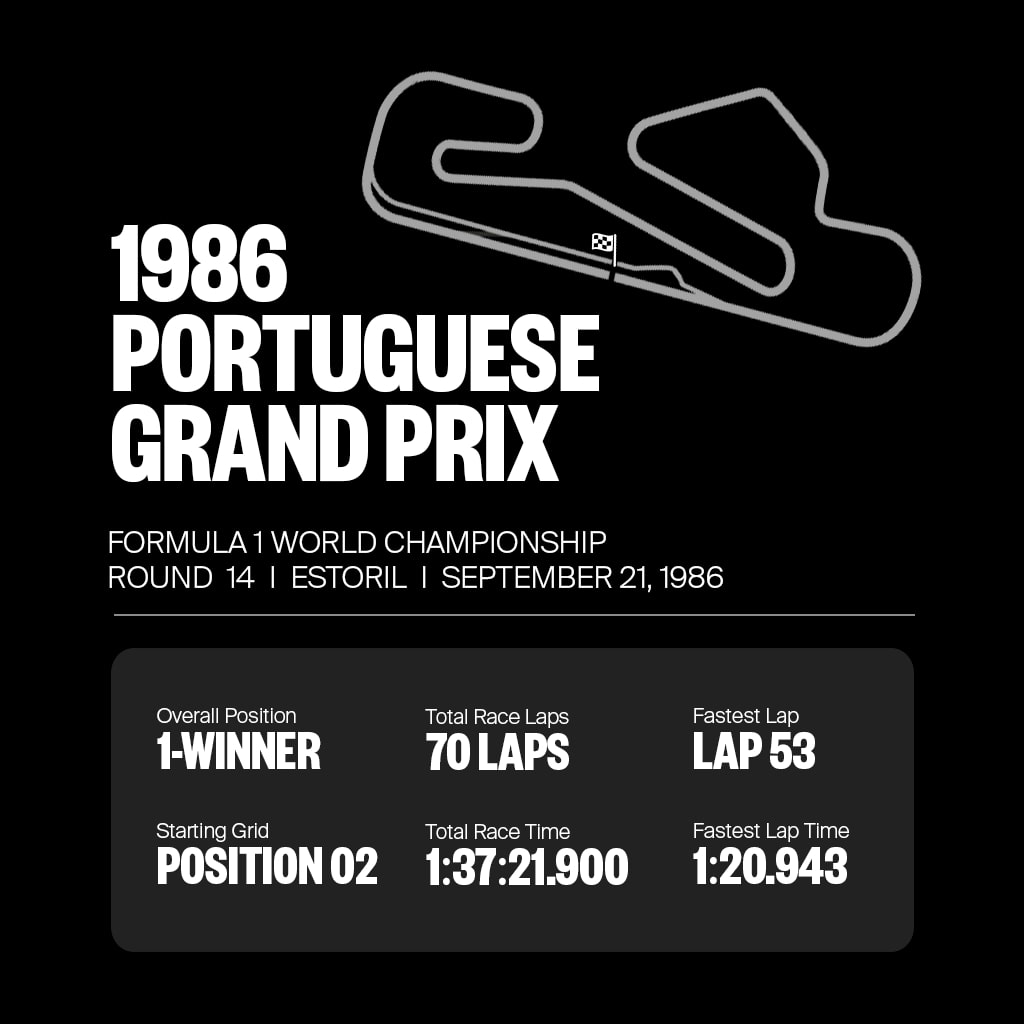 1986
PORTUGUESE
GRAND PRIX
FORMULA 1 WORLD CHAMPIONSHIP
ROUND 14 | ESTORIL | SEPTEMBER 21, 1986
Overall Position
1-WINNER
Total Race Laps
70 LAPS
Fastest Lap
LAP 53
Starting Grid
POSITION 02
Total Race Time
1:37:21.900
Fastest Lap Time
1:20.943